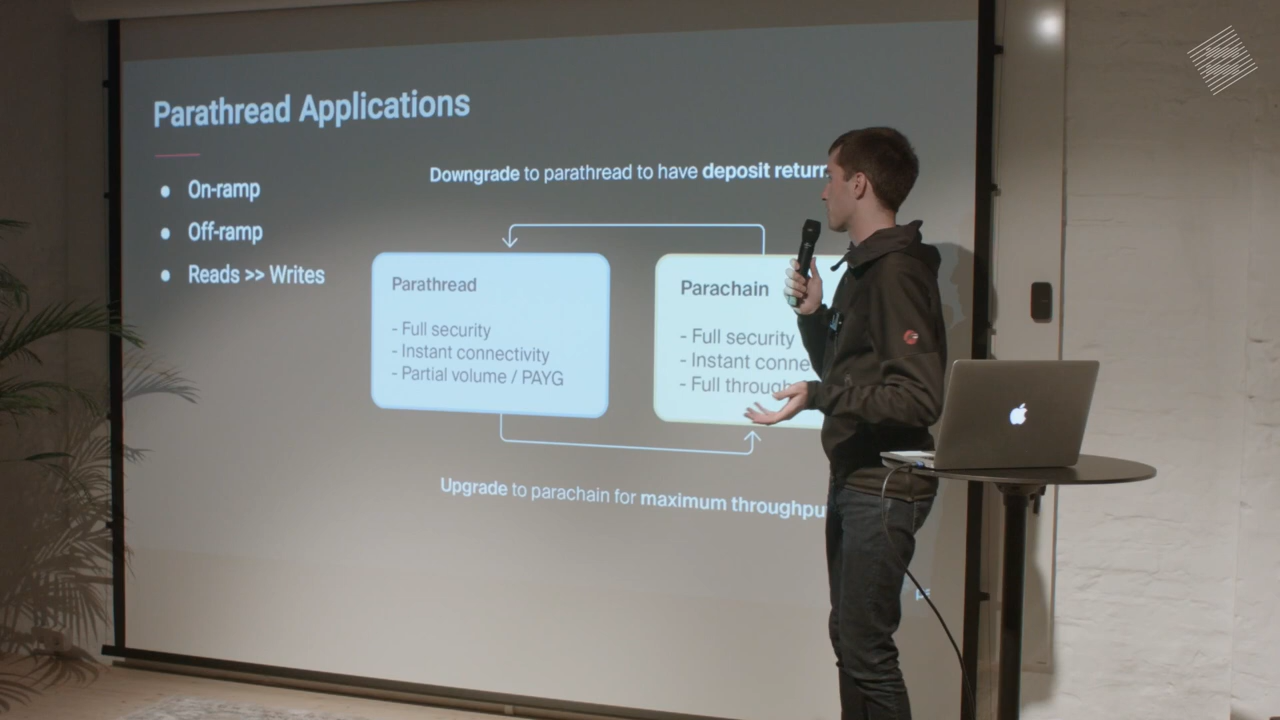 Parathread Applications
On-ramp
Off-ramp
Reads >> Writes
Downgrade to parathread to have deposit return
Parathread
- Full security
- Instant connectivity
- Partial volume / PAYG
Parachain
- Full security
- Instant conne
- Full through
Upgrade to parachain for maximum throughpu